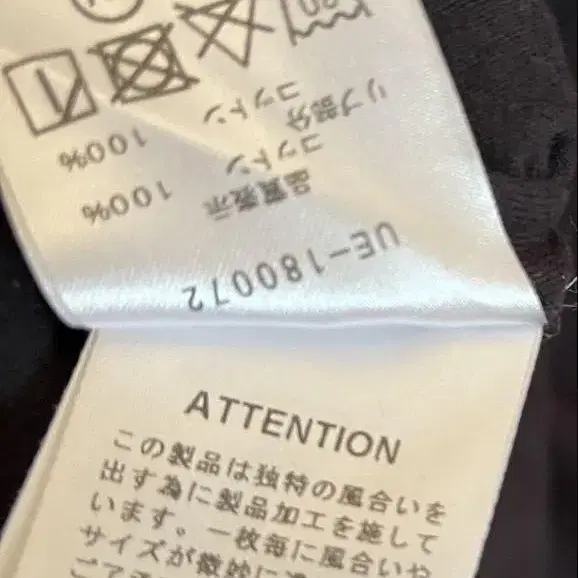 UE-180072
品質表示
コットン 100%
リブ部分
コットン 100%
ATTENTION
この製品は独特の風合いを
出す為に製品加工を施して
います。一枚毎に風合いや
サイズが微妙に
ご了承